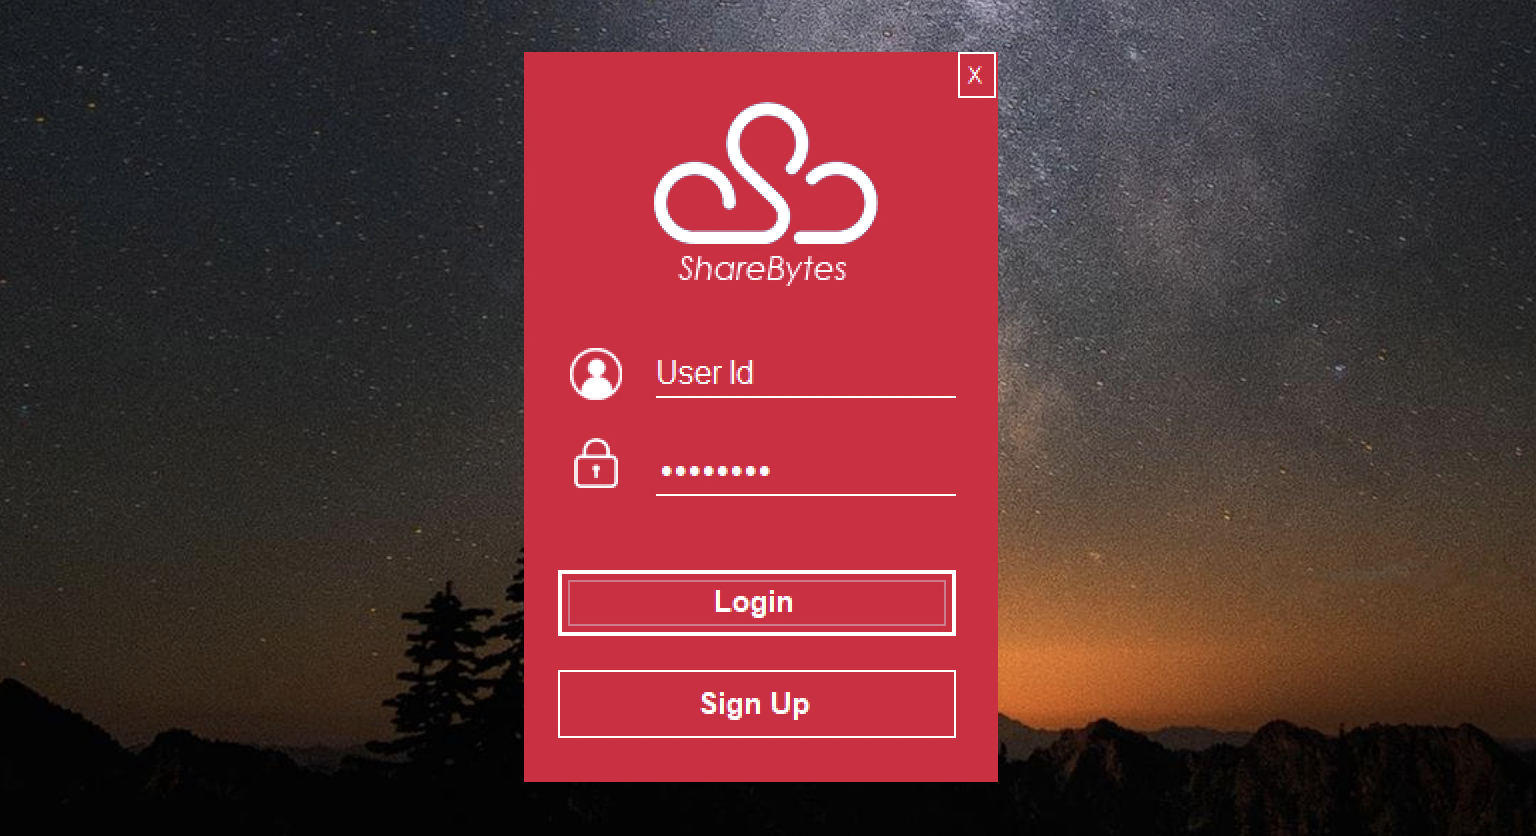 X
ShareBytes
User Id
••••••••
Login
Sign Up